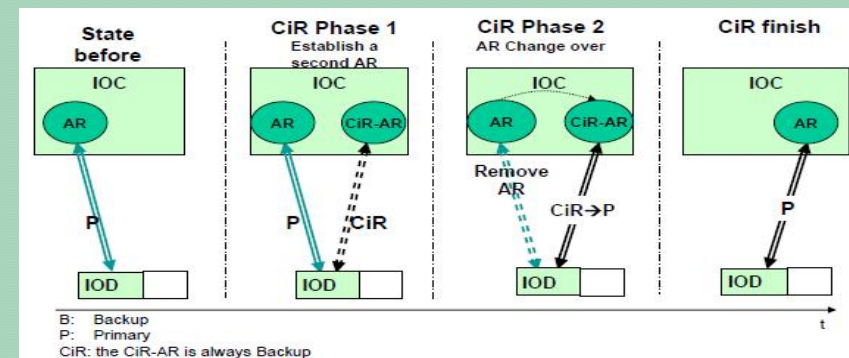 State before
CiR Phase 1
Establish a second AR
CiR Phase 2
AR Change over
CiR finish
IOC
AR
P
IOD
IOC
AR
CiR-AR
P
CiR
IOD
IOC
AR
CiR-AR
Remove AR
CiR→P
IOD
IOC
AR
P
IOD
t
B: Backup
P: Primary
CiR: the CiR-AR is always Backup